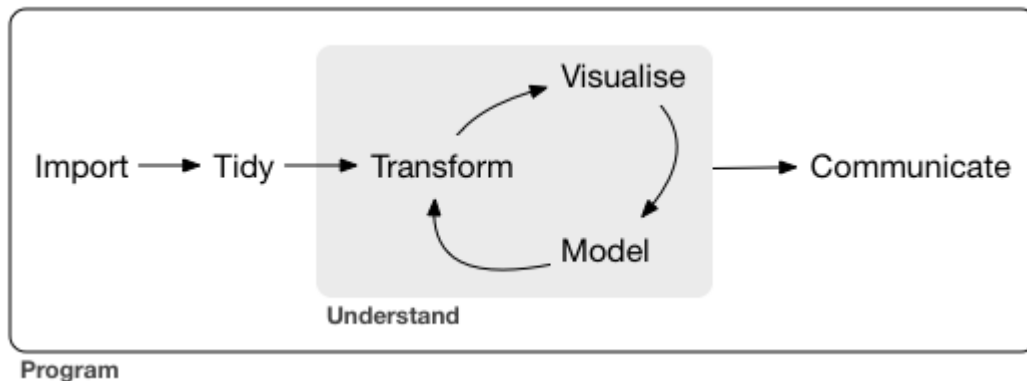 Visualise
Import Tidy Transform Communicate
Model
Understand
Program